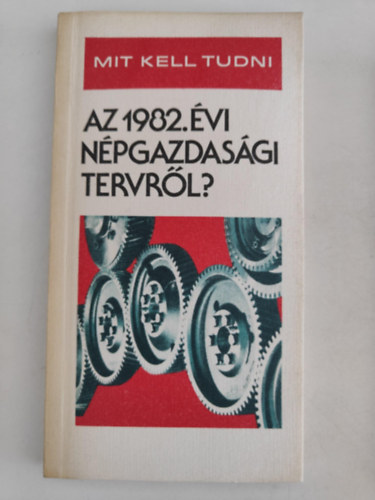 MIT KELL TUDNI
AZ 1982. ÉVI
NÉPGAZDASÁGI
TERVRŐL?